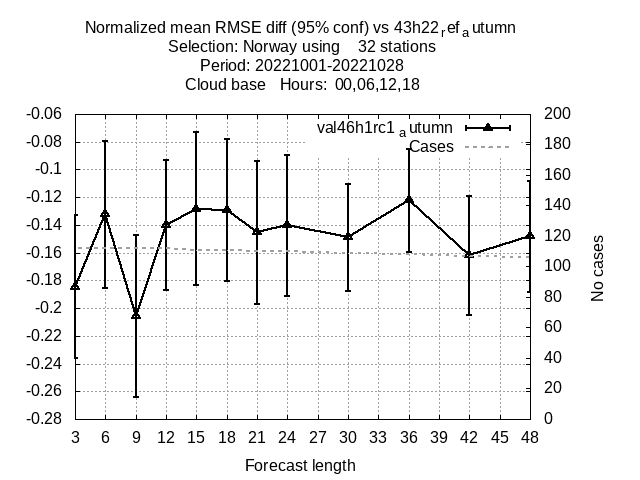 Normalized mean RMSE diff (95% conf) vs 43h22refautumn
Selection: Norway using 32 stations
Period: 20221001-20221028
Cloud base Hours: 00,06,12,18
val46h1rc1autumn
Cases
-0.06
-0.08
-0.1
-0.12
-0.14
-0.16
-0.18
-0.2
-0.22
-0.24
-0.26
-0.28
200
180
160
140
120
100
80
60
40
20
0
No cases
3 6 9 12 15 18 21 24 27 30 33 36 39 42 45 48
Forecast length